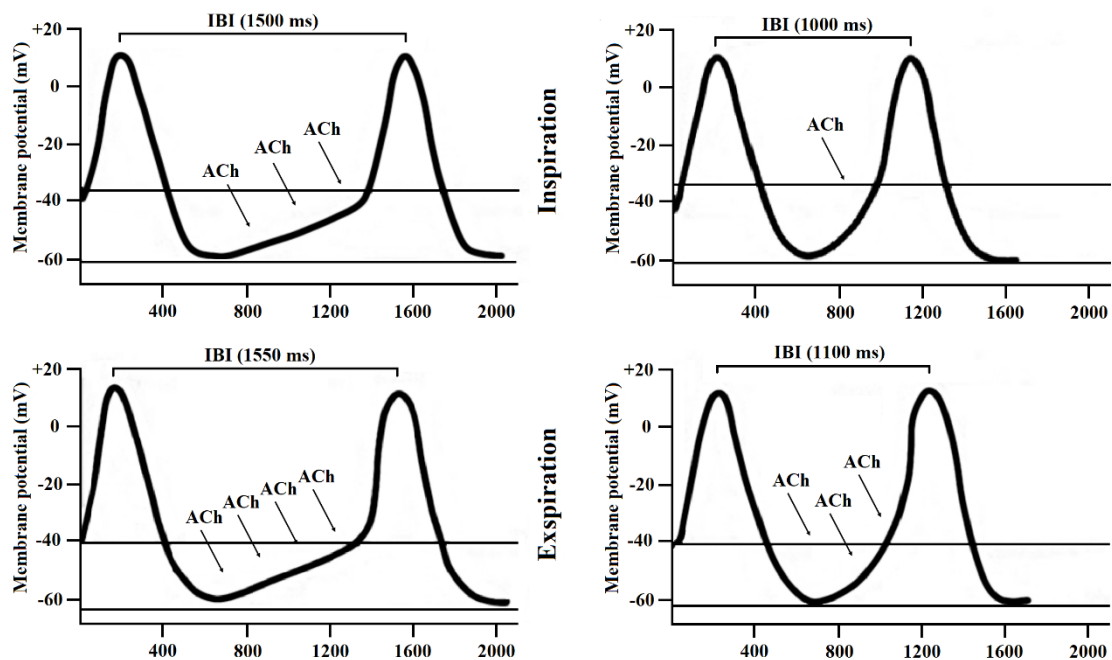 IBI (1500 ms)
+20
0
-20
-40
-60
Membrane potential (mV)
ACh
ACh
ACh
400
800
1200
1600
2000
Inspiration
IBI (1000 ms)
+20
0
-20
-40
-60
Membrane potential (mV)
ACh
400
800
1200
1600
2000
IBI (1550 ms)
+20
0
-20
-40
-60
Membrane potential (mV)
ACh
ACh
ACh
ACh
400
800
1200
1600
2000
Exspiration
IBI (1100 ms)
+20
0
-20
-40
-60
Membrane potential (mV)
ACh
ACh
ACh
400
800
1200
1600
2000